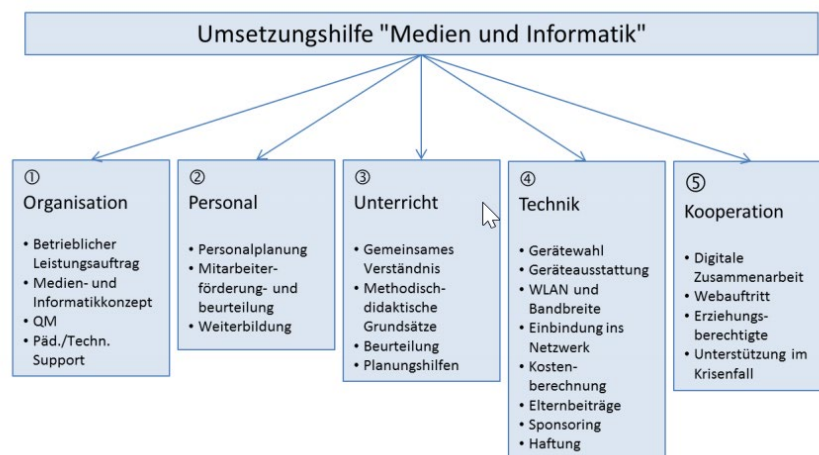 Umsetzungshilfe "Medien und Informatik"
①
Organisation
• Betrieblicher
Leistungsauftrag
• Medien- und
Informatikkonzept
• QM
• Päd./Techn.
Support
②
Personal
• Personalplanung
• Mitarbeiter-
förderung- und
beurteilung
• Weiterbildung
③
Unterricht
• Gemeinsames
Verständnis
• Methodisch-
didaktische
Grundsätze
• Beurteilung
• Planungshilfen
④
Technik
• Gerätewahl
• Geräteausstattung
• WLAN und
Bandbreite
• Einbindung ins
Netzwerk
• Kosten-
berechnung
• Elternbeiträge
• Sponsoring
• Haftung
⑤
Kooperation
• Digitale
Zusammenarbeit
• Webauftritt
• Erziehungs-
berechtigte
• Unterstützung im
Krisenfall